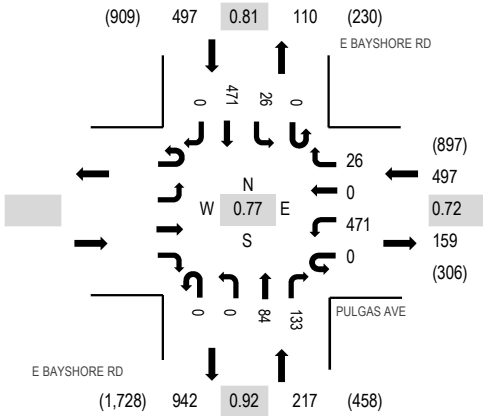 (909) 497 0.81 110 (230)
E BAYSHORE RD
0 471 26 0
(897)
26
497
N
0
W 0.77 E
0.72
S
471
159
0
(306)
0 0 84 133
PULGAS AVE
E BAYSHORE RD
(1,728) 942 0.92 217 (458)